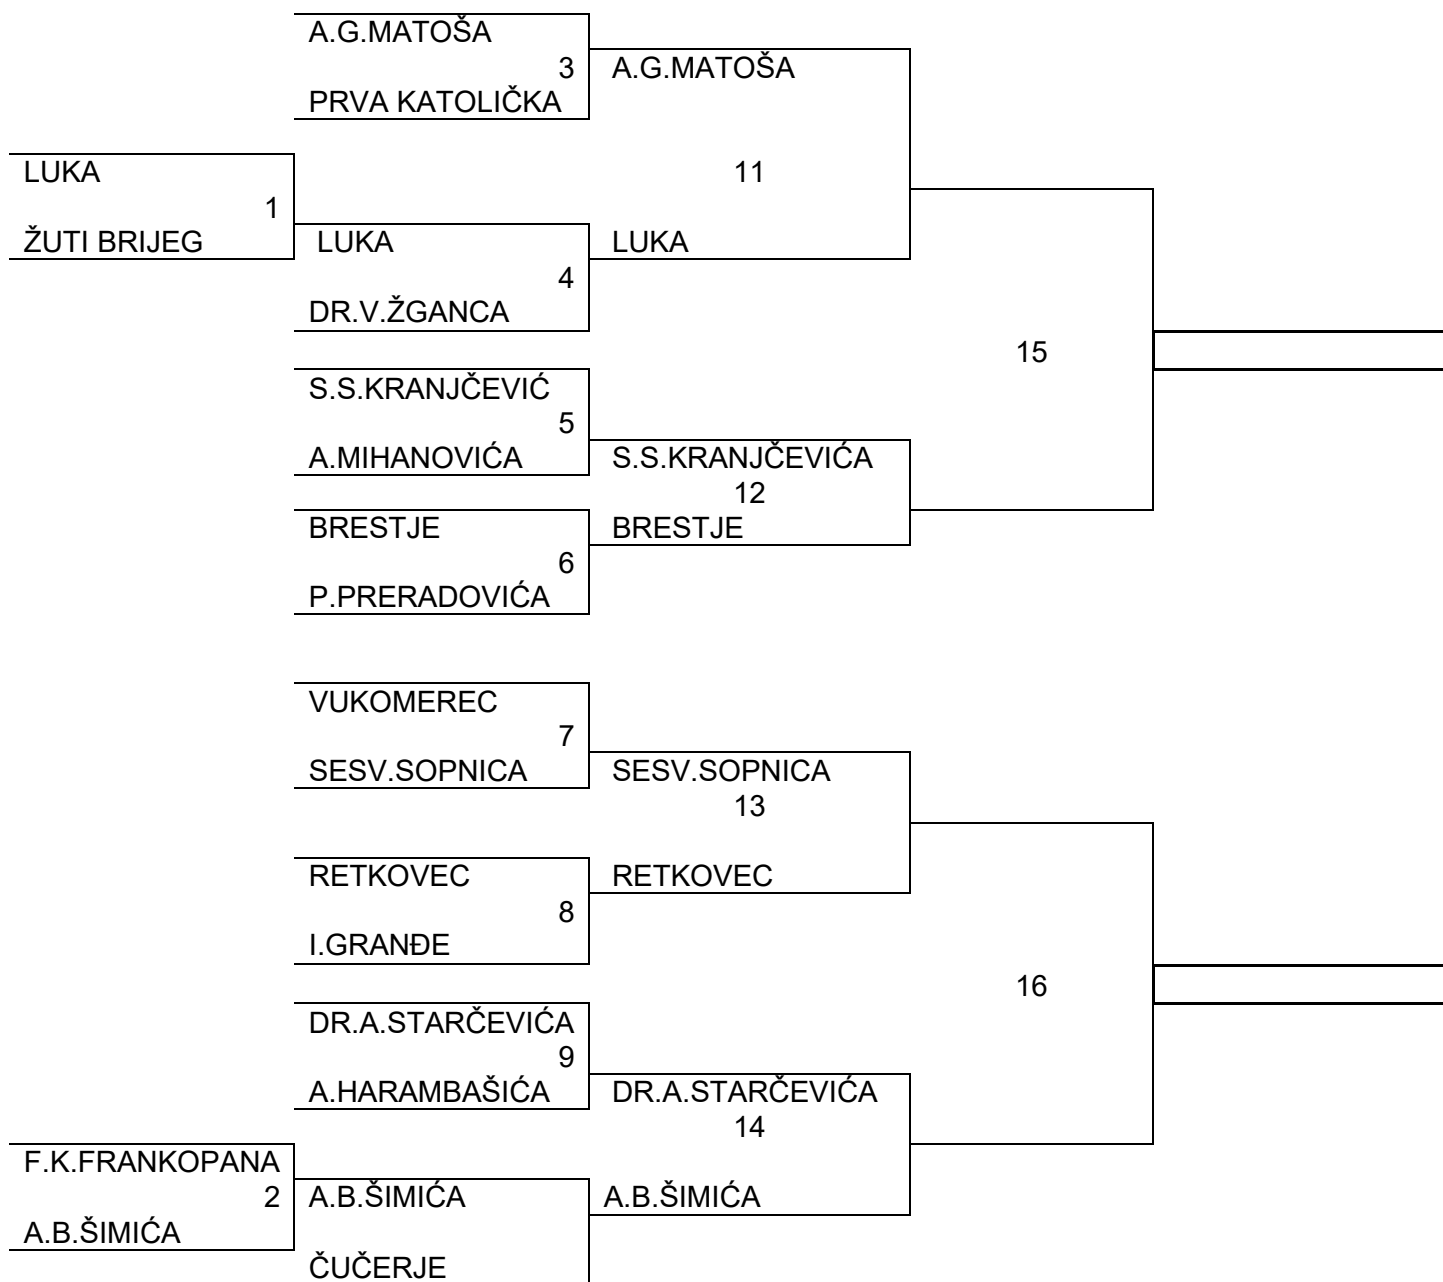 A.G.MATOŠA
3
A.G.MATOŠA
PRVA KATOLIČKA
LUKA
11
1
ŽUTI BRIJEG
LUKA
LUKA
4
DR.V.ŽGANCA
15
S.S.KRANJČEVIĆ
5
A.MIHANOVIĆA
S.S.KRANJČEVIĆA
12
BRESTJE
BRESTJE
6
P.PRERADOVIĆA
VUKOMEREC
7
SESV.SOPNICA
SESV.SOPNICA
13
RETKOVEC
RETKOVEC
8
I.GRANĐE
16
DR.A.STARČEVIĆA
9
A.HARAMBAŠIĆA
DR.A.STARČEVIĆA
14
F.K.FRANKOPANA
2
A.B.ŠIMIĆA
A.B.ŠIMIĆA
A.B.ŠIMIĆA
ČUČERJE